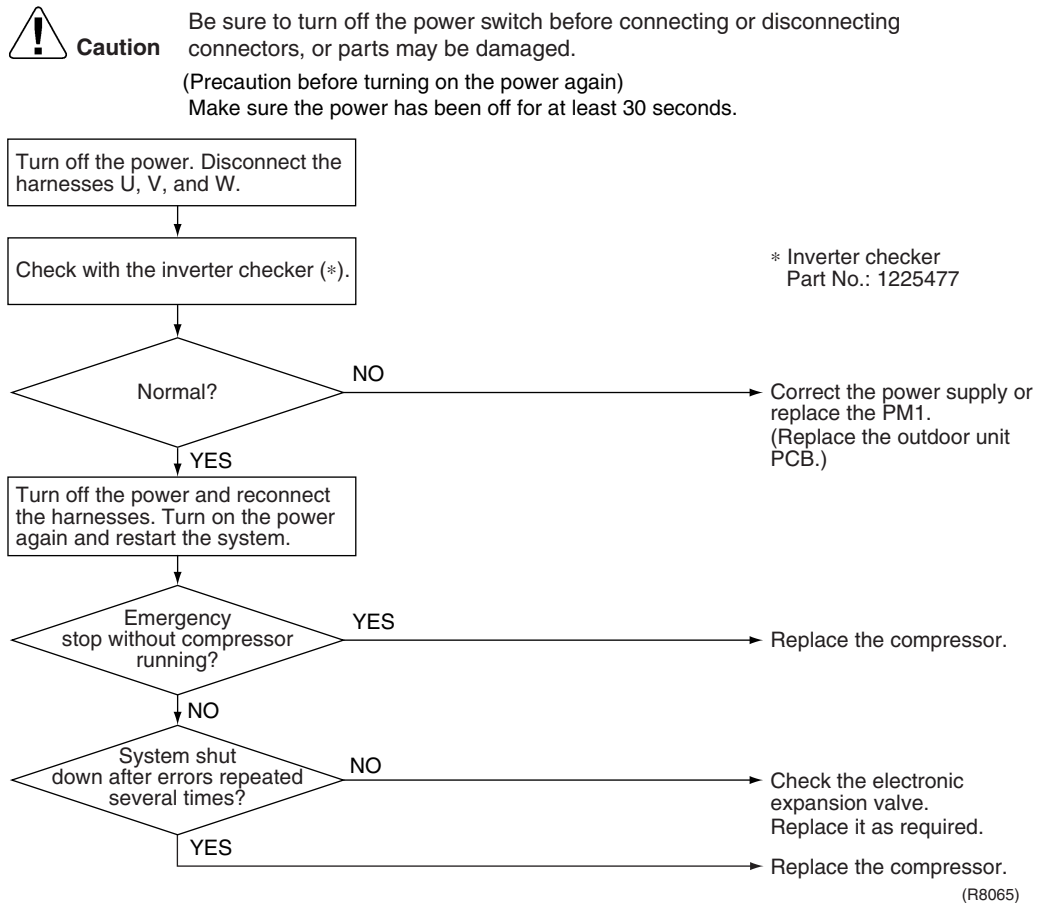 Be sure to turn off the power switch before connecting or disconnecting
Caution connectors, or parts may be damaged.
(Precaution before turning on the power again)
Make sure the power has been off for at least 30 seconds.
Turn off the power. Disconnect the
harnesses U, V, and W.
Check with the inverter checker (∗).
∗ Inverter checker
Part No.: 1225477
Normal?
NO
Correct the power supply or
replace the PM1.
(Replace the outdoor unit
PCB.)
YES
Turn off the power and reconnect
the harnesses. Turn on the power
again and restart the system.
Emergency
stop without compressor
running?
YES
Replace the compressor.
NO
System shut
down after errors repeated
several times?
NO
Check the electronic
expansion valve.
Replace it as required.
YES
Replace the compressor.
(R8065)